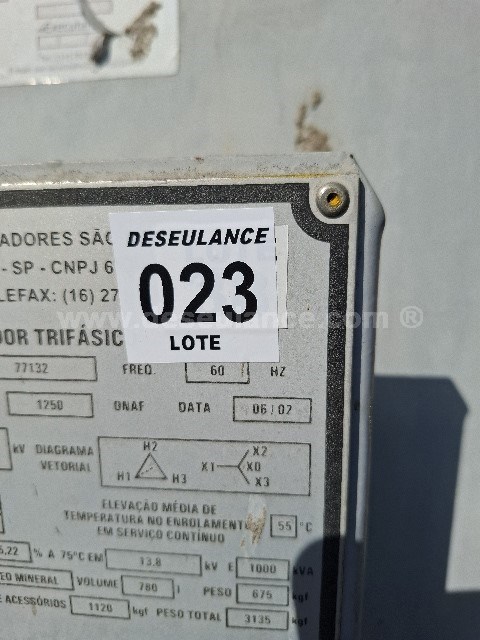 DESEULANCE
023
LOTE
ADORES SÃO
- SP - CNPJ 6
LEFAX: (16) 27
www.deseulance.com ®
DOR TRIFÁSIC
77132 FREQ. 60 HZ
1250 ONAF DATA 06/02
kV DIAGRAMA VETORIAL
H2
H1 H3
X2
X1 X0
X3
ELEVAÇÃO MÉDIA DE
TEMPERATURA NO ENROLAMENTO 55 °C
EM SERVIÇO CONTÍNUO
5,22 % A 75°C EM 13.8 kV E 1000 kVA
EO MINERAL VOLUME 780 l PESO 675 kgf
E ACESSÓRIOS 1120 kgf PESO TOTAL 3135 kgf